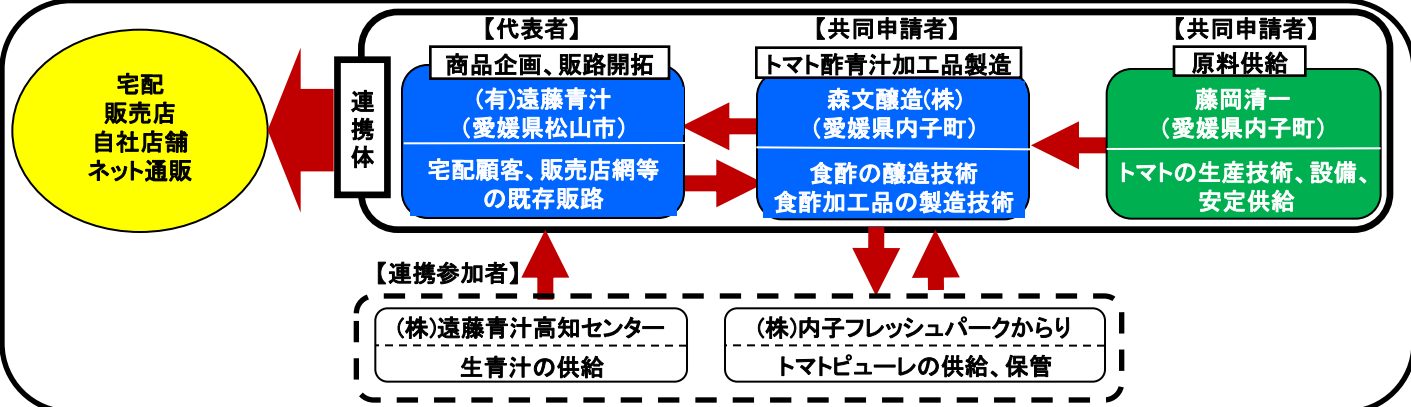 宅配
販売店
自社店舗
ネット通販
連携体
【代表者】
商品企画、販路開拓
(有)遠藤青汁
(愛媛県松山市)
宅配顧客、販売店網等
の既存販路
【共同申請者】
トマト酢青汁加工品製造
森文醸造(株)
(愛媛県内子町)
食酢の醸造技術
食酢加工品の製造技術
【共同申請者】
原料供給
藤岡清一
(愛媛県内子町)
トマトの生産技術、設備、
安定供給
【連携参加者】
(株)遠藤青汁高知センター
生青汁の供給
(株)内子フレッシュパークからり
トマトピューレの供給、保管